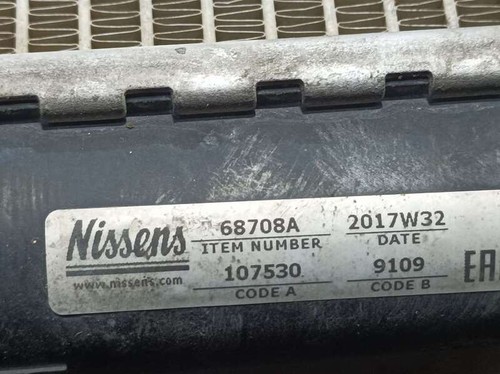 Nissens
www.nissens.com
68708A
ITEM NUMBER
2017W32
DATE
107530
CODE A
9109
CODE B
EAC